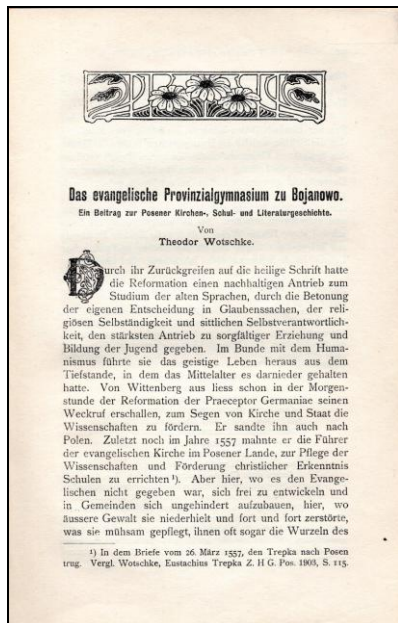 Das evangelische Provinzialgymnasium zu Bojanowo.
Ein Beitrag zur Posener Kirchen-, Schul- und Literaturgeschichte.
Von
Theodor Wotschke.
Durch ihr Zurückgreifen auf die heilige Schrift hatte
die Reformation einen nachhaltigen Antrieb zum
Studium der alten Sprachen, durch die Betonung
der eigenen Entscheidung in Glaubenssachen, der reli-
giösen Selbständigkeit und sittlichen Selbstverantwortlich-
keit, den stärksten Antrieb zu sorgfältiger Erziehung und
Bildung der Jugend gegeben. Im Bunde mit dem Huma-
nismus führte sie das geistige Leben heraus aus dem
Tiefstande, in dem das Mittelalter es darnieder gehalten
hatte. Von Wittenberg aus liess schon in der Morgen-
stunde der Reformation der Praeceptor Germaniae seinen
Weckruf erschallen, zum Segen von Kirche und Staat die
Wissenschaften zu fördern. Er sandte ihn auch nach
Polen. Zuletzt noch im Jahre 1557 mahnte er die Führer
der evangelischen Kirche im Posener Lande, zur Pflege der
Wissenschaften und Förderung christlicher Erkenntnis
Schulen zu errichten¹). Aber hier, wo es den Evange-
lischen nicht gegeben war, sich frei zu entwickeln und
in Gemeinden sich ungehindert aufzubauen, hier, wo
äussere Gewalt sie niederhielt und fort und fort zerstörte,
was sie mühsam gepflegt, ihnen oft sogar die Wurzeln des
¹) In dem Briefe vom 26. März 1557, den Trepka nach Posen
trug. Vergl. Wotschke, Eustachius Trepka Z. H G. Pos. 1903, S. 115.